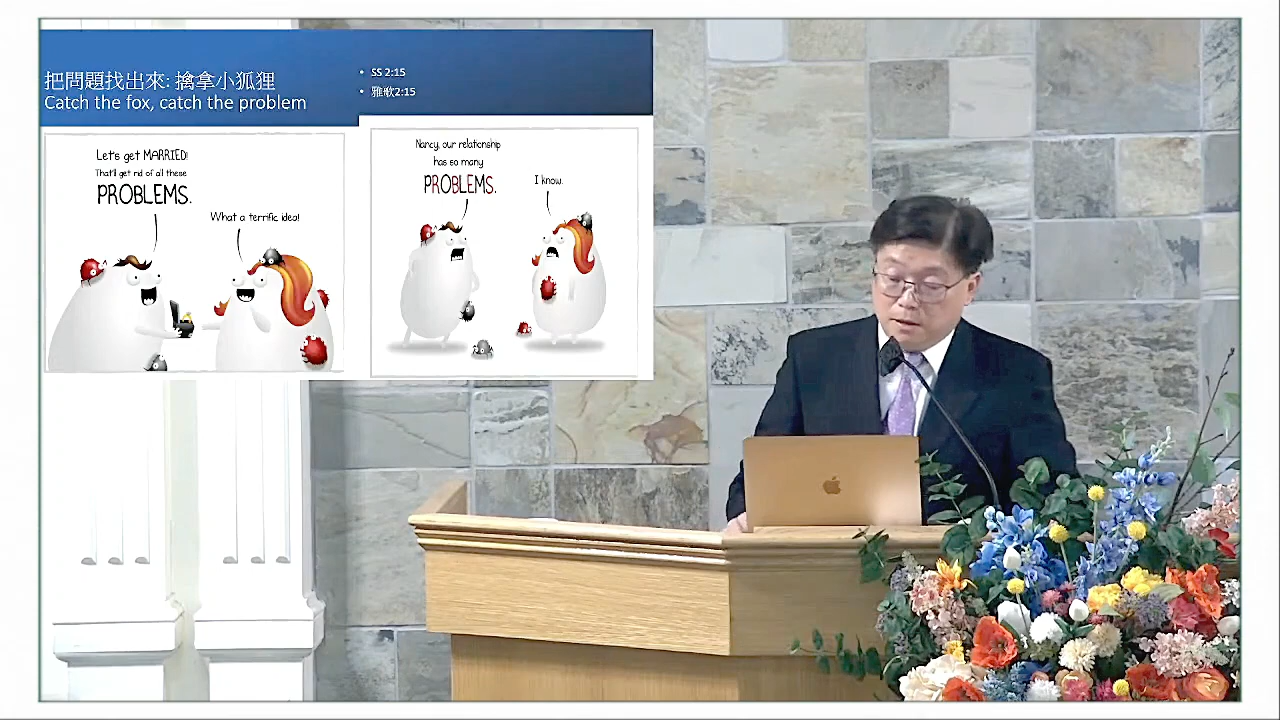 把問題找出來: 擒拿小狐狸
Catch the fox, catch the problem
• SS 2:15
• 雅歌2:15
Let's get MARRIED!
That'll get rid of all these
PROBLEMS.
What a terrific idea!
Nancy, our relationship
has so many
PROBLEMS.
I know.